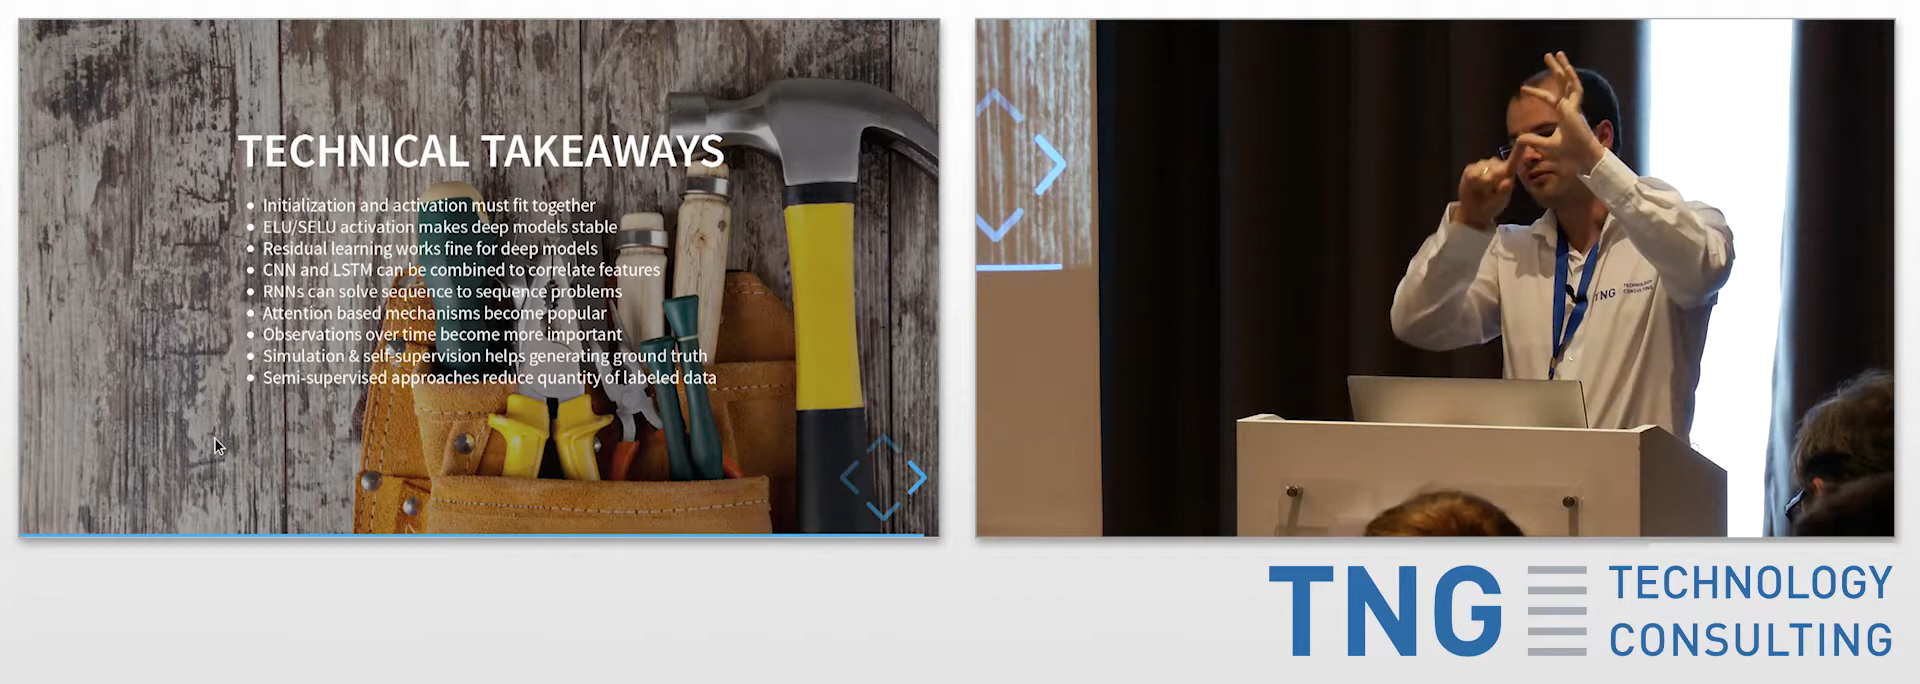 TECHNICAL TAKEAWAYS
• Initialization and activation must fit together
• ELU/SELU activation makes deep models stable
• Residual learning works fine for deep models
• CNN and LSTM can be combined to correlate features
• RNNs can solve sequence to sequence problems
• Attention based mechanisms become popular
• Observations over time become more important
• Simulation & self-supervision helps generating ground truth
• Semi-supervised approaches reduce quantity of labeled data
TNG TECHNOLOGY
CONSULTING
TNG TECHNOLOGY
CONSULTING